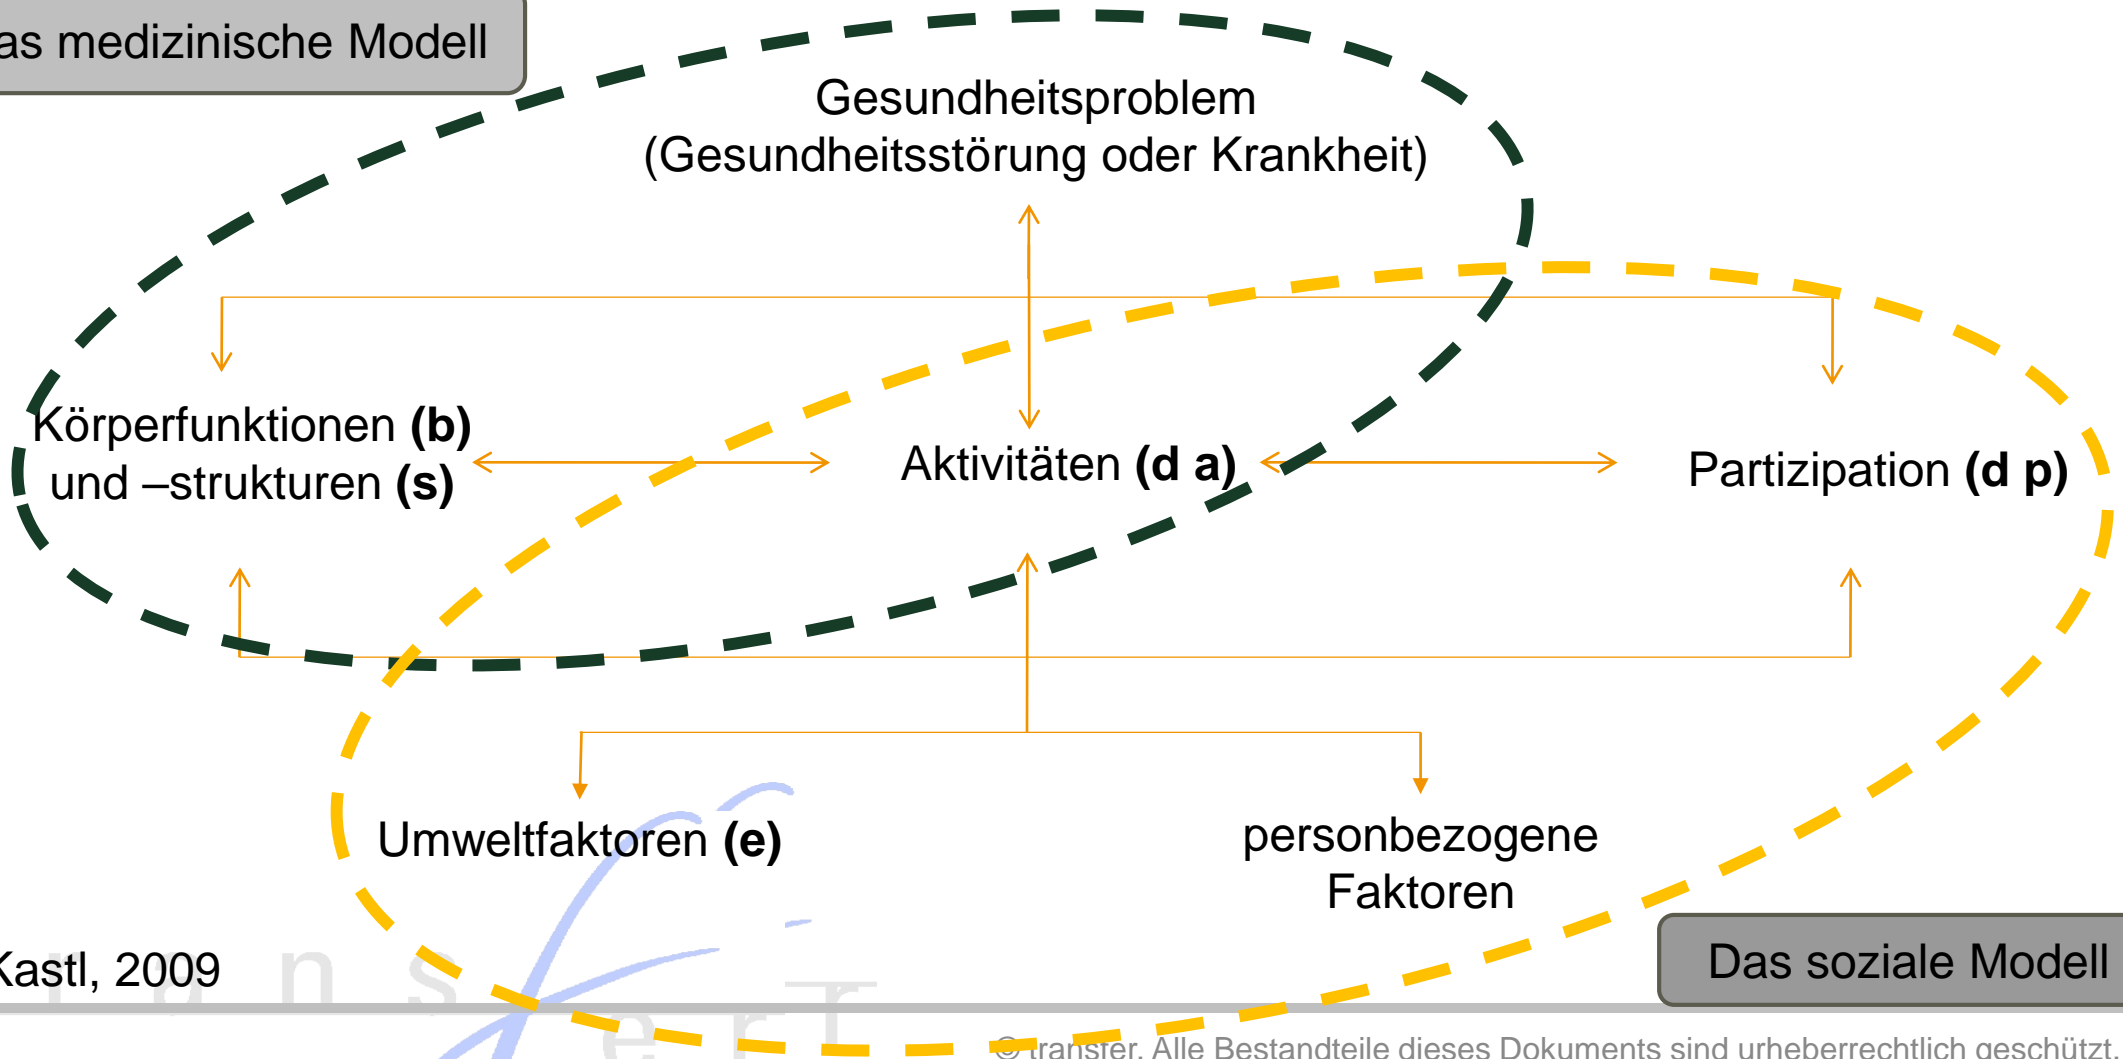 as medizinische Modell
Gesundheitsproblem
(Gesundheitsstörung oder Krankheit)
Körperfunktionen (b)
und –strukturen (s)
Aktivitäten (d a)
Partizipation (d p)
Umweltfaktoren (e)
personbezogene
Faktoren
Kastl, 2009
Das soziale Modell
© transfer. Alle Bestandteile dieses Dokuments sind urheberrechtlich geschützt.